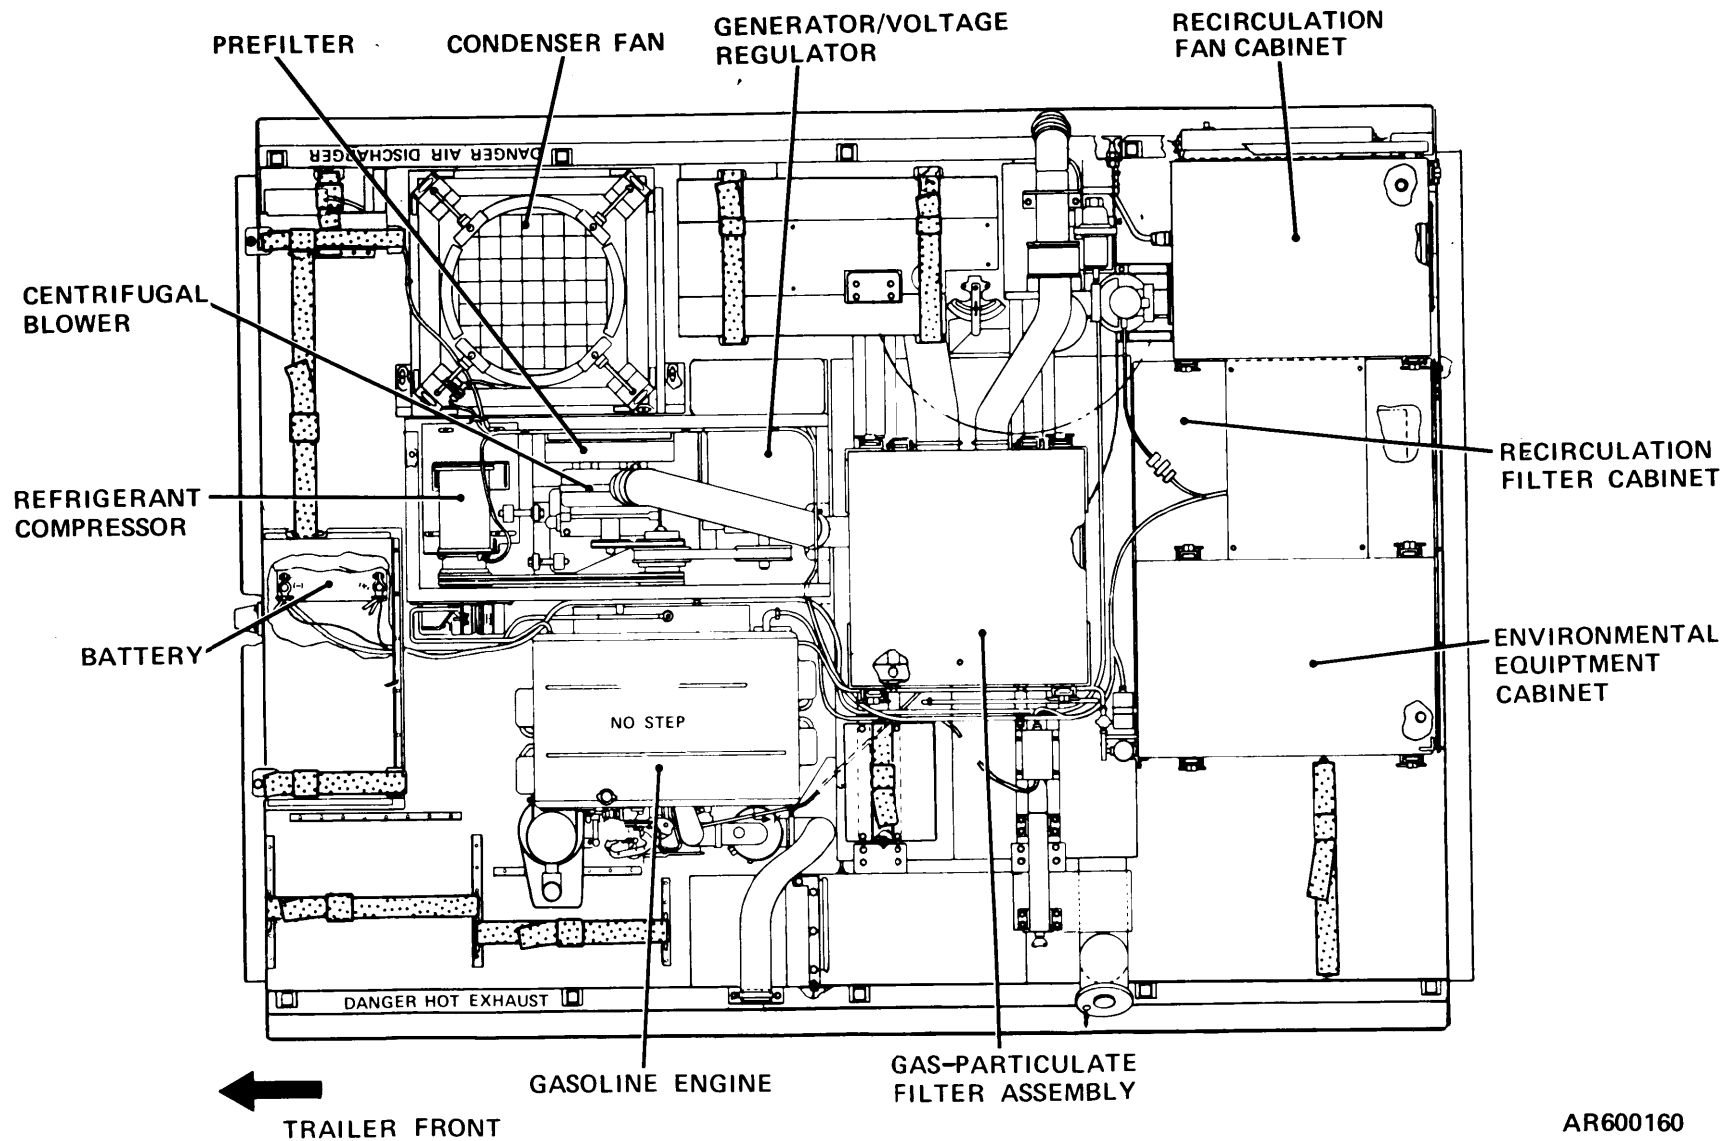 PREFILTER
CONDENSER FAN
GENERATOR/VOLTAGE
REGULATOR
RECIRCULATION
FAN CABINET
DANGER AIR DISCHARGER
CENTRIFUGAL
BLOWER
REFRIGERANT
COMPRESSOR
RECIRCULATION
FILTER CABINET
BATTERY
ENVIRONMENTAL
EQUIPTMENT
CABINET
NO STEP
DANGER HOT EXHAUST
GASOLINE ENGINE
GAS-PARTICULATE
FILTER ASSEMBLY
TRAILER FRONT
AR600160